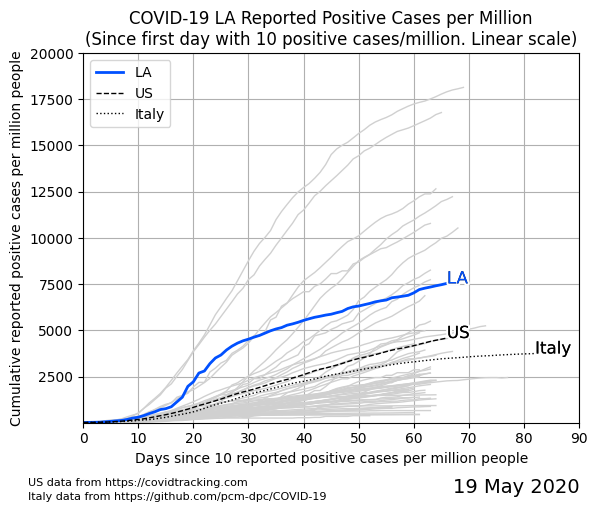 COVID-19 LA Reported Positive Cases per Million
(Since first day with 10 positive cases/million. Linear scale)
Cumulative reported positive cases per million people
20000
17500
15000
12500
10000
7500
5000
2500
LA
US
Italy
LA
US
Italy
0 10 20 30 40 50 60 70 80 90
Days since 10 reported positive cases per million people
US data from https://covidtracking.com
Italy data from https://github.com/pcm-dpc/COVID-19
19 May 2020